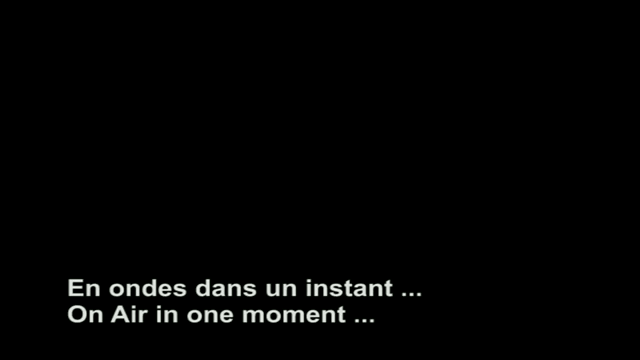 En ondes dans un instant ...
On Air in one moment ...